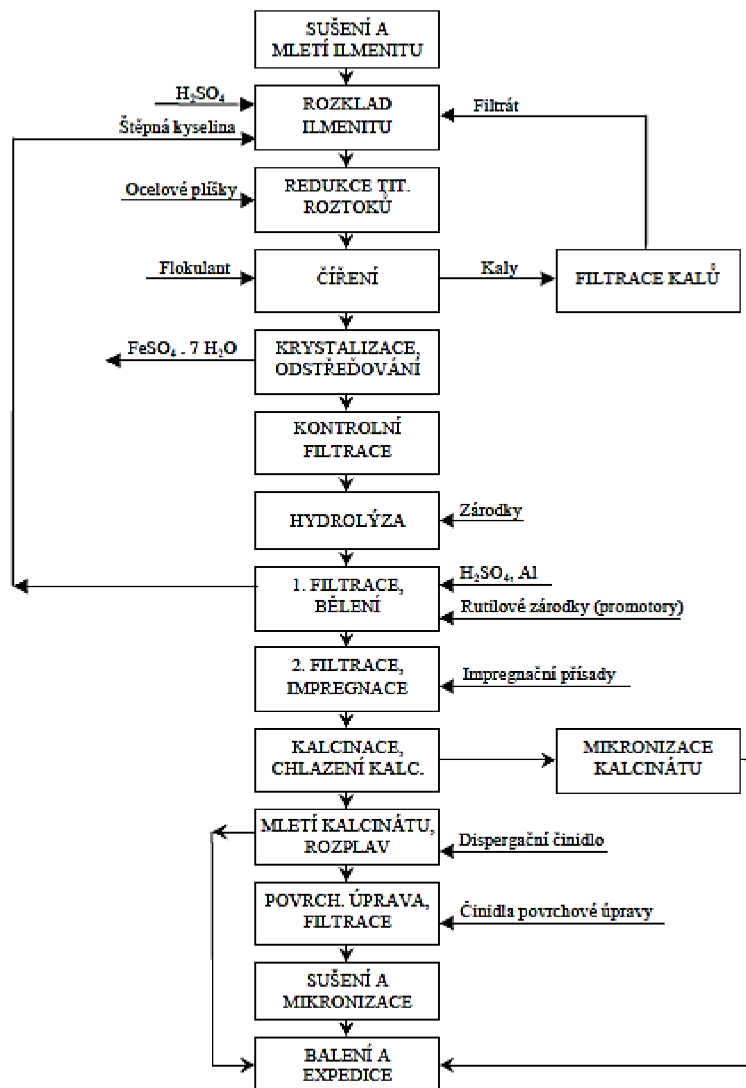 SUŠENÍ A
MLETÍ ILMENITU
H₂SO₄
ROZKLAD
ILMENITU
Filtrát
Štěpná kyselina
Ocelové plíšky
REDUKCE TIT.
ROZTOKŮ
Flokulant
ČÍŘENÍ
Kaly
FILTRACE KALŮ
FeSO₄ . 7 H₂O
KRYSTALIZACE,
ODSTŘEĎOVÁNÍ
KONTROLNÍ
FILTRACE
HYDROLÝZA
Zárodky
1. FILTRACE,
BĚLENÍ
H₂SO₄, Al
Rutilové zárodky (promotory)
2. FILTRACE,
IMPREGNACE
Impregnační přísady
KALCINACE,
CHLAZENÍ KALC.
MIKRONIZACE
KALCINÁTU
MLETÍ KALCINÁTU,
ROZPLAV
Dispergační činidlo
POVRCH. ÚPRAVA,
FILTRACE
Činidla povrchové úpravy
SUŠENÍ A
MIKRONIZACE
BALENÍ A
EXPEDICE